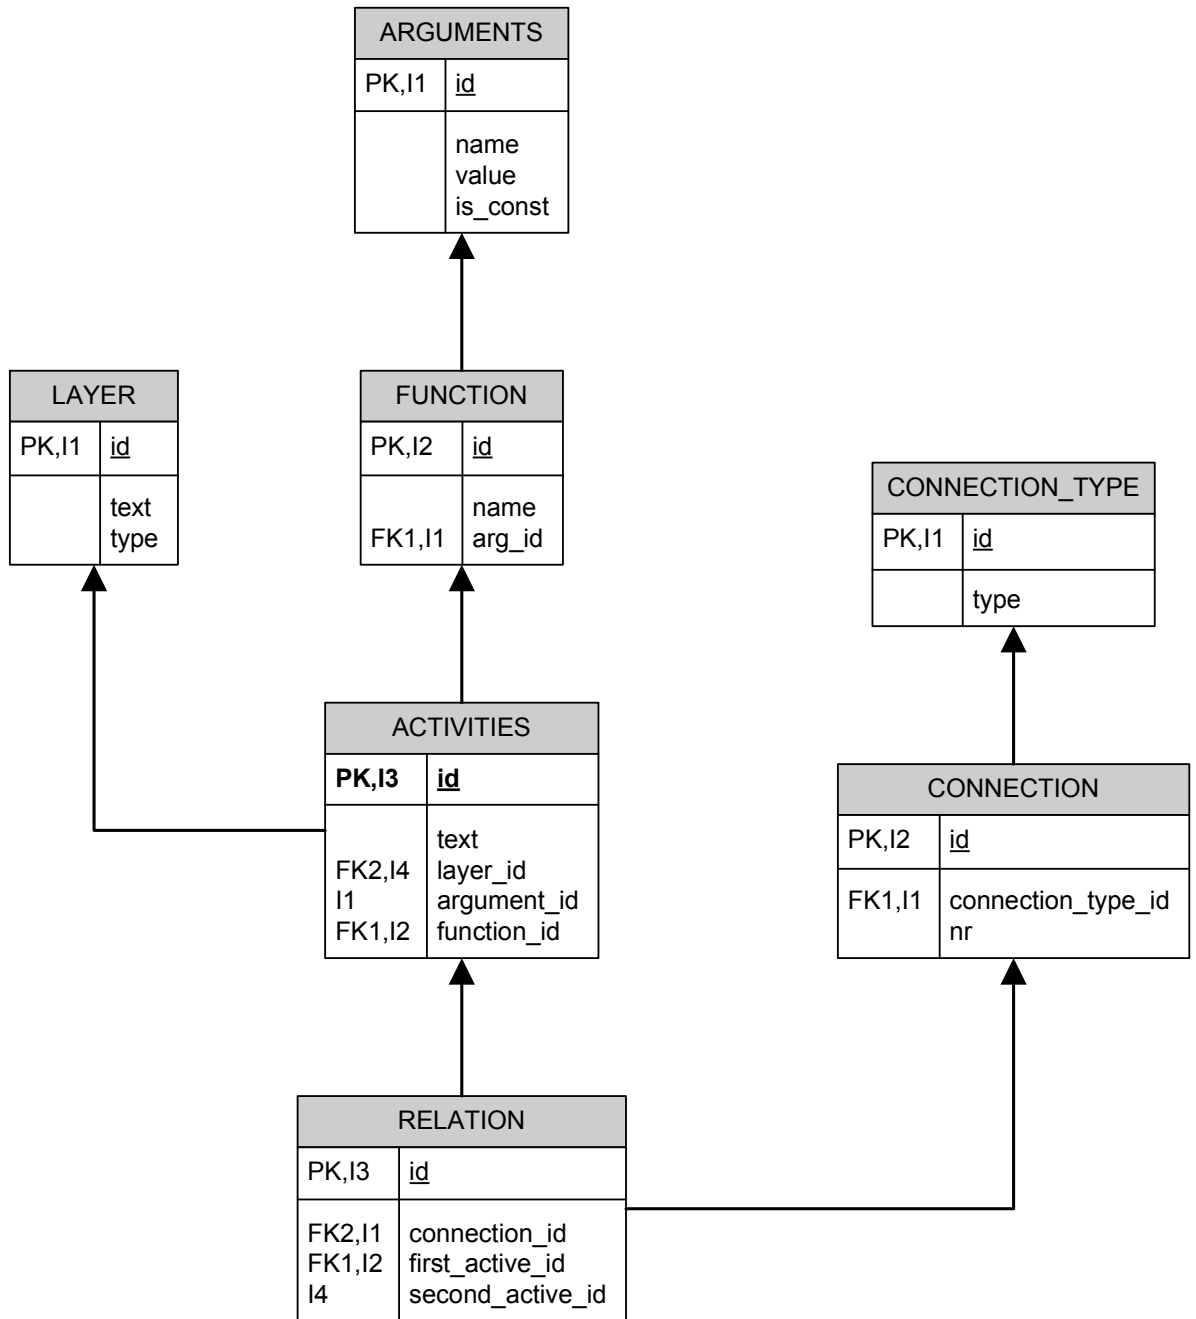 ARGUMENTS
PK,I1 id
name
value
is_const
LAYER
PK,I1 id
text
type
FUNCTION
PK,I2 id
name
FK1,I1 arg_id
CONNECTION_TYPE
PK,I1 id
type
ACTIVITIES
PK,I3 id
text
FK2,I4 layer_id
I1 argument_id
FK1,I2 function_id
CONNECTION
PK,I2 id
FK1,I1 connection_type_id
nr
RELATION
PK,I3 id
FK2,I1 connection_id
FK1,I2 first_active_id
I4 second_active_id